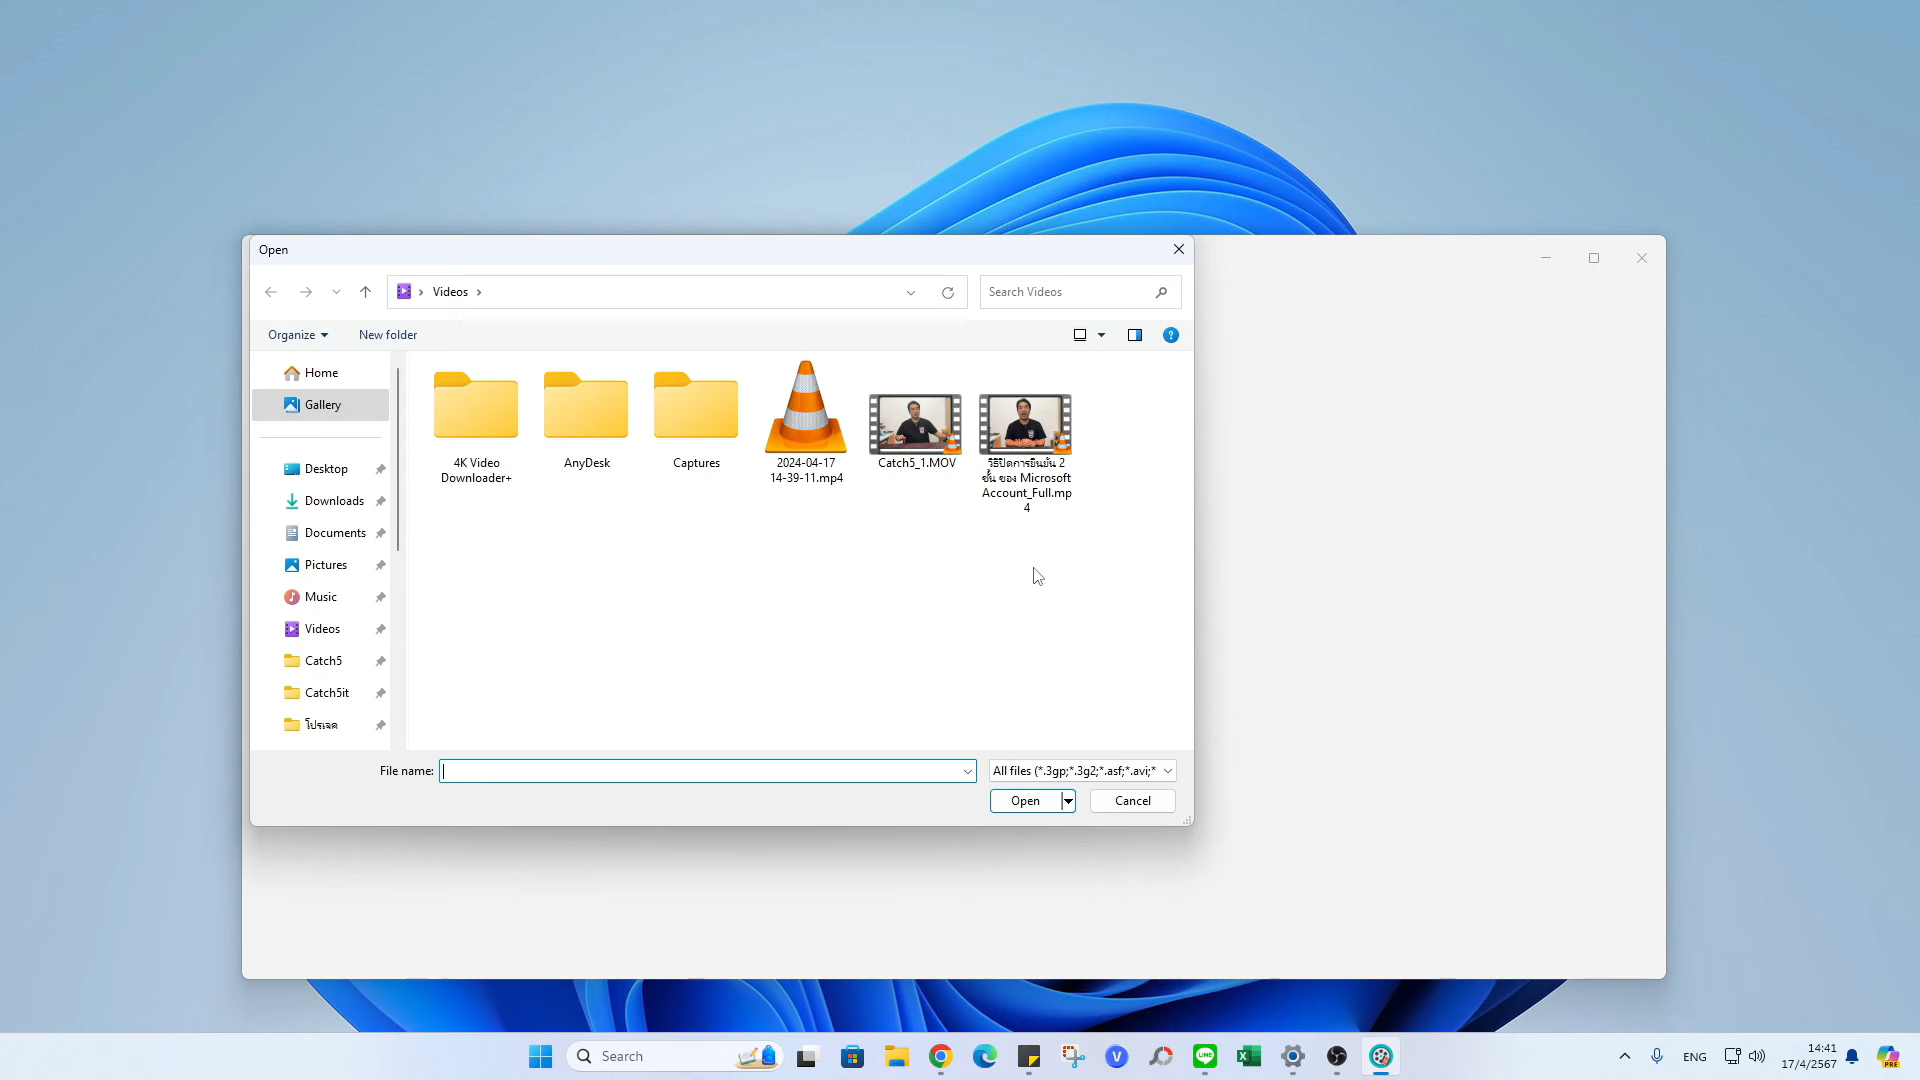 Open
Videos
Search Videos
Organize
New folder
Home
Gallery
Desktop
Downloads
Documents
Pictures
Music
Videos
Catch5
Catch5it
โปรเจค
4K Video
Downloader+
AnyDesk
Captures
2024-04-17
14-39-11.mp4
Catch5_1.MOV
วิธีปิดการยืนยัน 2
ชั้น ของ Microsoft
Account_Full.mp
4
File name:
All files (*.3gp;*.3g2;*.asf;*.avi;*
Open
Cancel
Search
V
LINE
ENG
14:41
17/4/2567
PRE